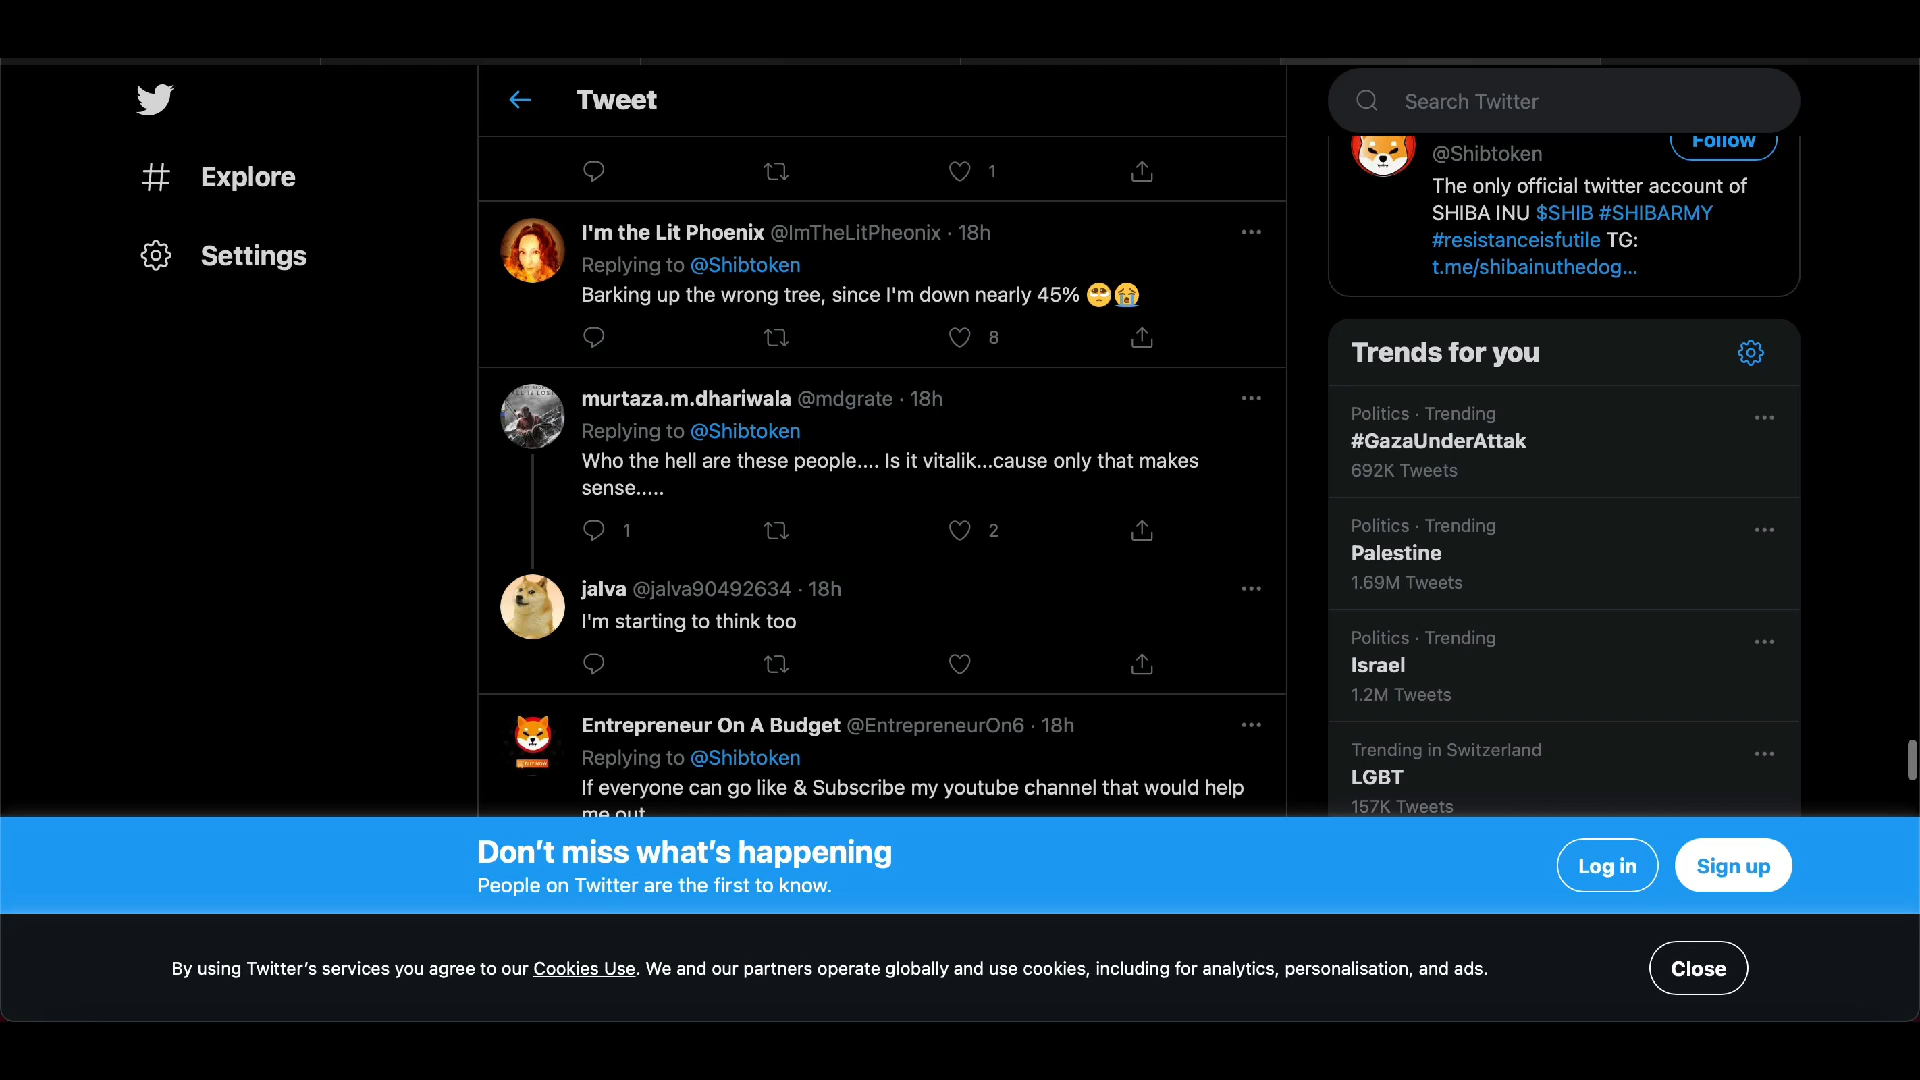 Tweet
Search Twitter
Explore
Settings
1
I'm the Lit Phoenix @ImTheLitPheonix · 18h
Replying to @Shibtoken
Barking up the wrong tree, since I'm down nearly 45% 🥺😭
8
murtaza.m.dhariwala @mdgrate · 18h
Replying to @Shibtoken
Who the hell are these people.... Is it vitalik...cause only that makes
sense.....
1
2
jalva @jalva90492634 · 18h
I'm starting to think too
Entrepreneur On A Budget @EntrepreneurOn6 · 18h
Replying to @Shibtoken
If everyone can go like & Subscribe my youtube channel that would help
me out
@Shibtoken
Follow
The only official twitter account of
SHIBA INU $SHIB #SHIBARMY
#resistanceisfutile TG:
t.me/shibainuthedog...
Trends for you
Politics · Trending
#GazaUnderAttak
692K Tweets
Politics · Trending
Palestine
1.69M Tweets
Politics · Trending
Israel
1.2M Tweets
Trending in Switzerland
LGBT
157K Tweets
Don't miss what's happening
People on Twitter are the first to know.
Log in
Sign up
By using Twitter's services you agree to our Cookies Use. We and our partners operate globally and use cookies, including for analytics, personalisation, and ads.
Close